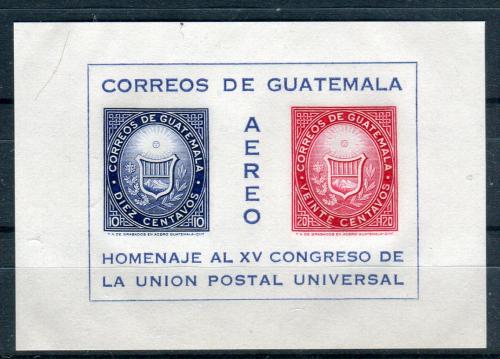 CORREOS DE GUATEMALA
CORREOS DE GUATEMALA
DIEZ CENTAVOS
10 10
AEREO
CORREOS DE GUATEMALA
VEINTE CENTAVOS
20 20
HOMENAJE AL XV CONGRESO DE
LA UNION POSTAL UNIVERSAL